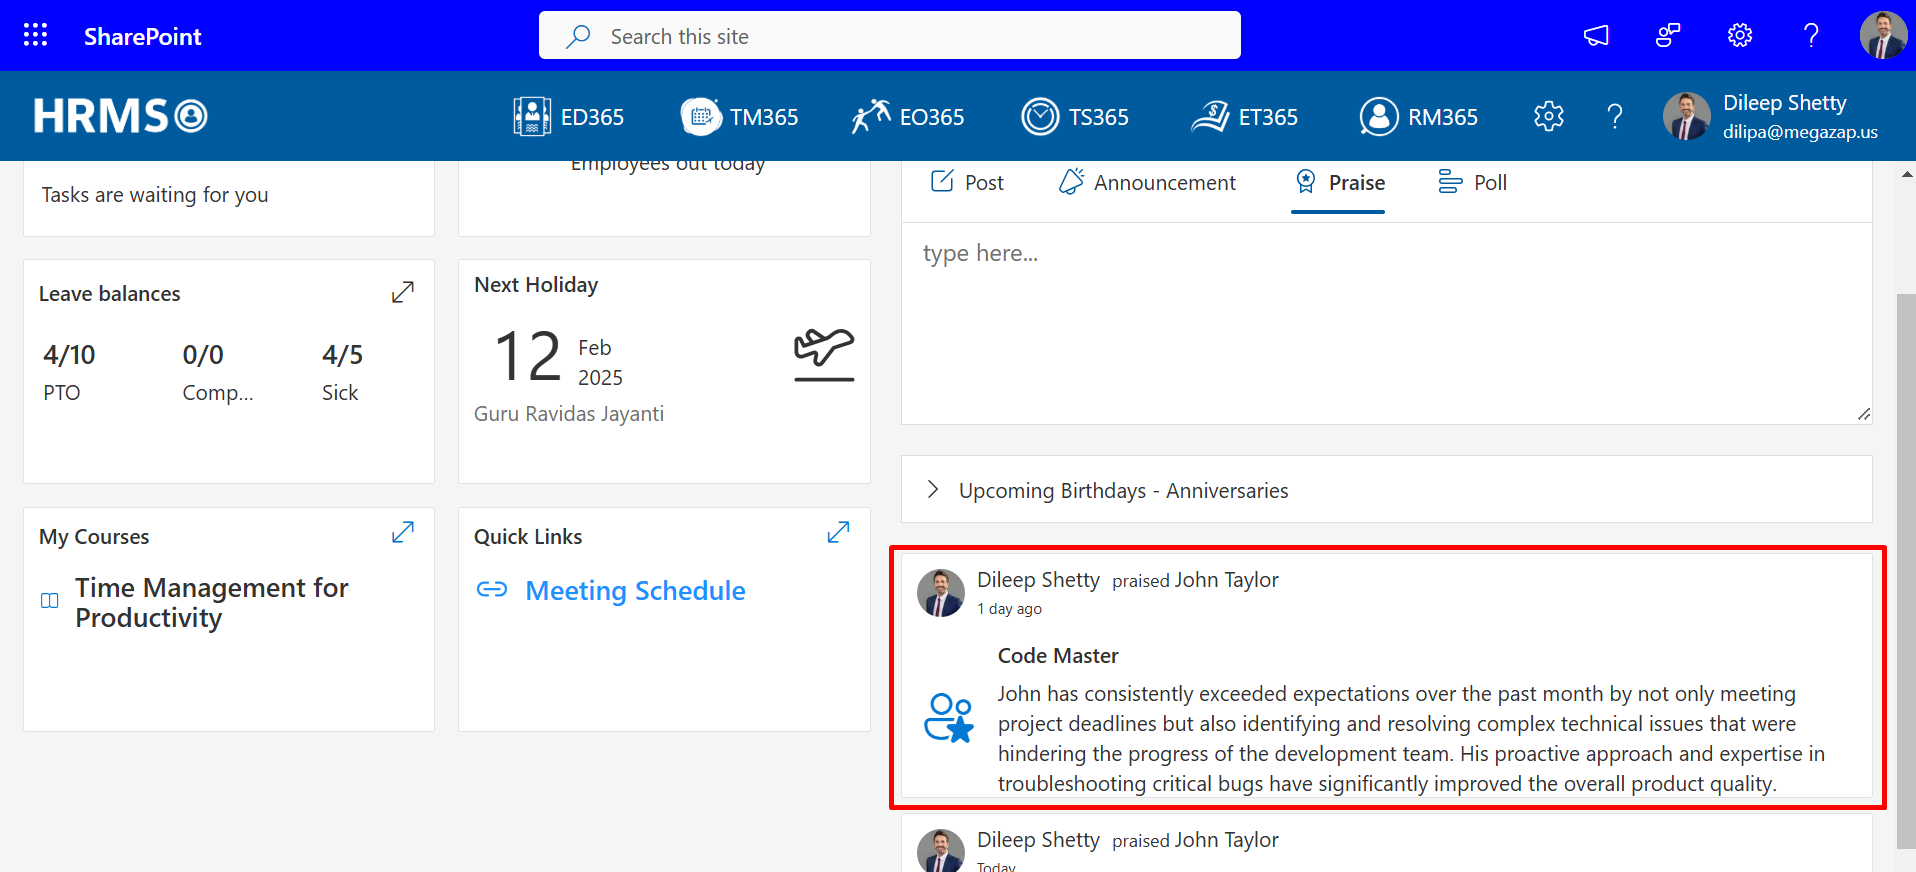 SharePoint
Search this site
HRMS
ED365
TM365
EO365
TS365
ET365
RM365
Dileep Shetty
dilipa@megazap.us
Tasks are waiting for you
Employees out today
Post
Announcement
Praise
Poll
type here...
Leave balances
4/10
0/0
4/5
PTO
Comp...
Sick
Next Holiday
12
Feb
2025
Guru Ravidas Jayanti
Upcoming Birthdays - Anniversaries
My Courses
Time Management for
Productivity
Quick Links
Meeting Schedule
Dileep Shetty praised John Taylor
1 day ago
Code Master
John has consistently exceeded expectations over the past month by not only meeting
project deadlines but also identifying and resolving complex technical issues that were
hindering the progress of the development team. His proactive approach and expertise in
troubleshooting critical bugs have significantly improved the overall product quality.
Dileep Shetty praised John Taylor
Today